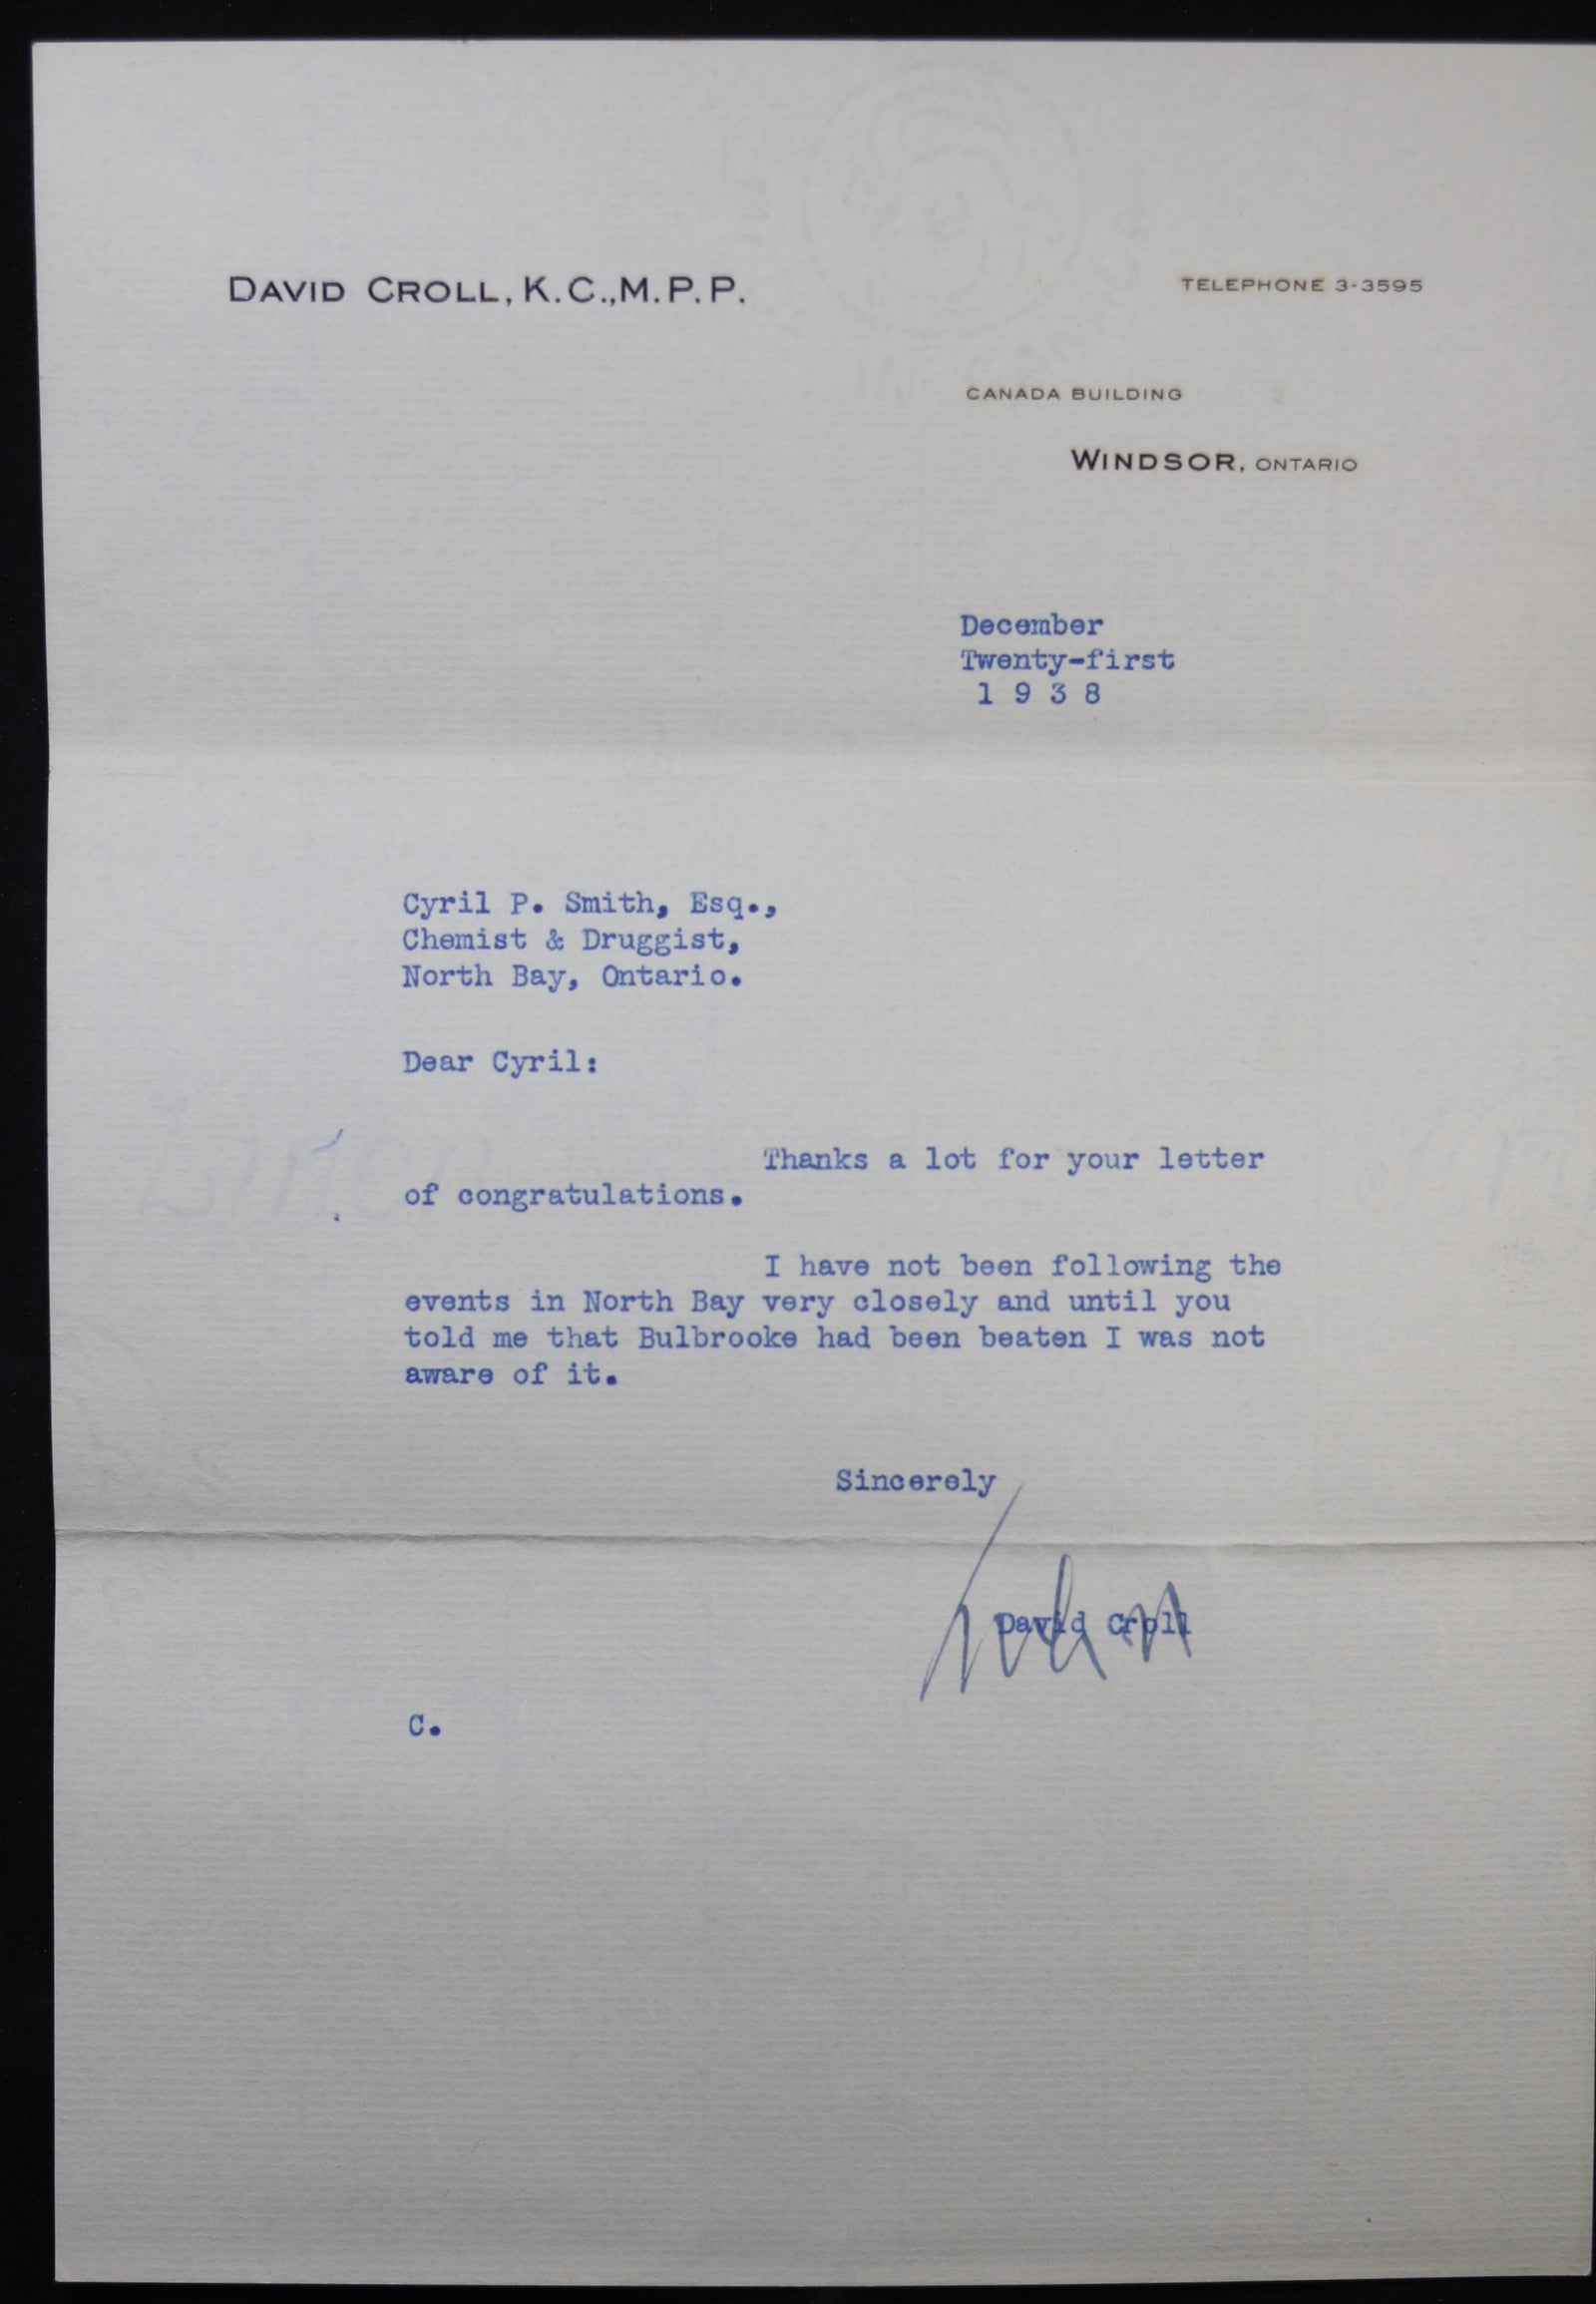 DAVID CROLL, K.C., M.P.P.
TELEPHONE 3-3595
CANADA BUILDING
WINDSOR, ONTARIO
December
Twenty-first
1 9 3 8
Cyril P. Smith, Esq.,
Chemist & Druggist,
North Bay, Ontario.
Dear Cyril:
Thanks a lot for your letter
of congratulations.
I have not been following the
events in North Bay very closely and until you
told me that Bulbrooke had been beaten I was not
aware of it.
Sincerely
David Croll
C.